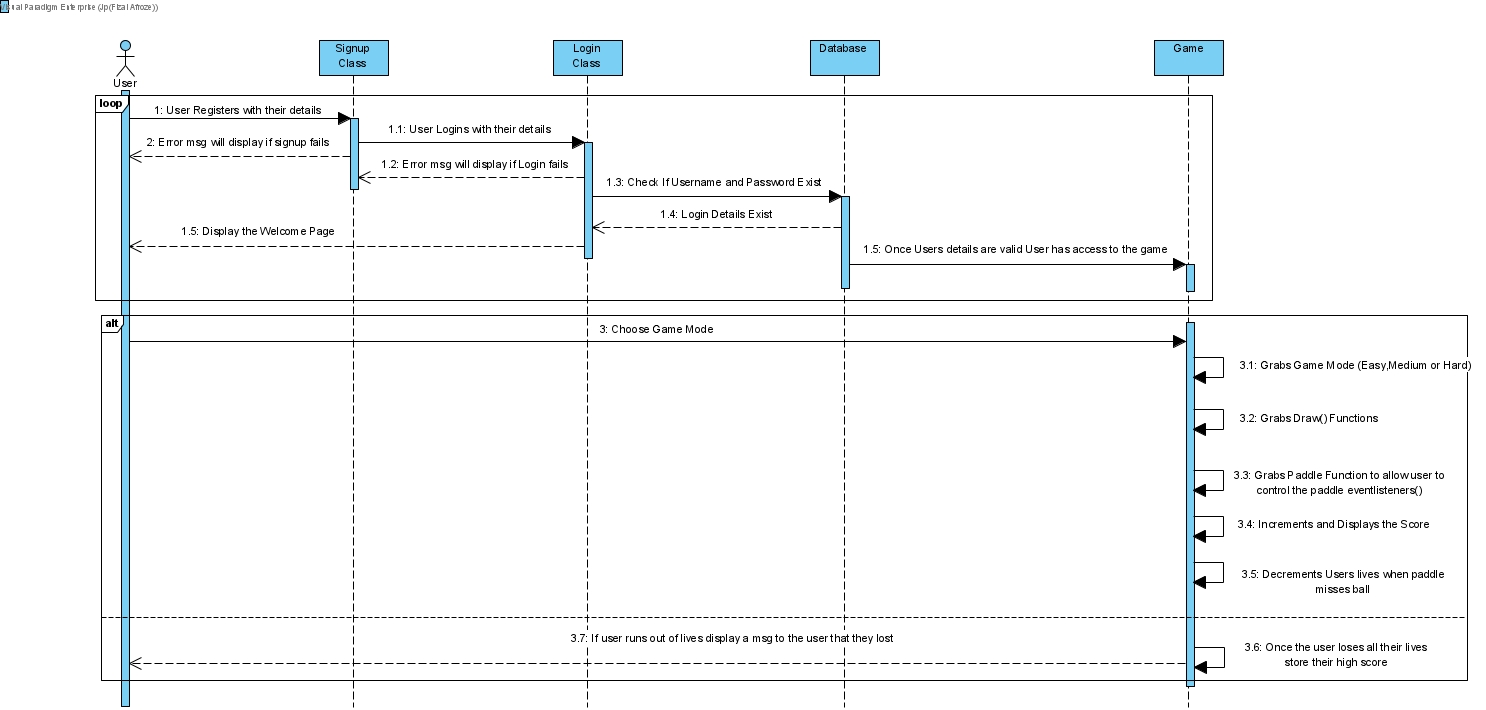 Visual Paradigm Enterprise (Jp(Fizal Afroze))
User
Signup
Class
Login
Class
Database
Game
loop
1: User Registers with their details
1.1: User Logins with their details
2: Error msg will display if signup fails
1.2: Error msg will display if Login fails
1.3: Check If Username and Password Exist
1.4: Login Details Exist
1.5: Display the Welcome Page
1.5: Once Users details are valid User has access to the game
alt
3: Choose Game Mode
3.1: Grabs Game Mode (Easy,Medium or Hard)
3.2: Grabs Draw() Functions
3.3: Grabs Paddle Function to allow user to
control the paddle eventlisteners()
3.4: Increments and Displays the Score
3.5: Decrements Users lives when paddle
misses ball
3.7: If user runs out of lives display a msg to the user that they lost
3.6: Once the user loses all their lives
store their high score